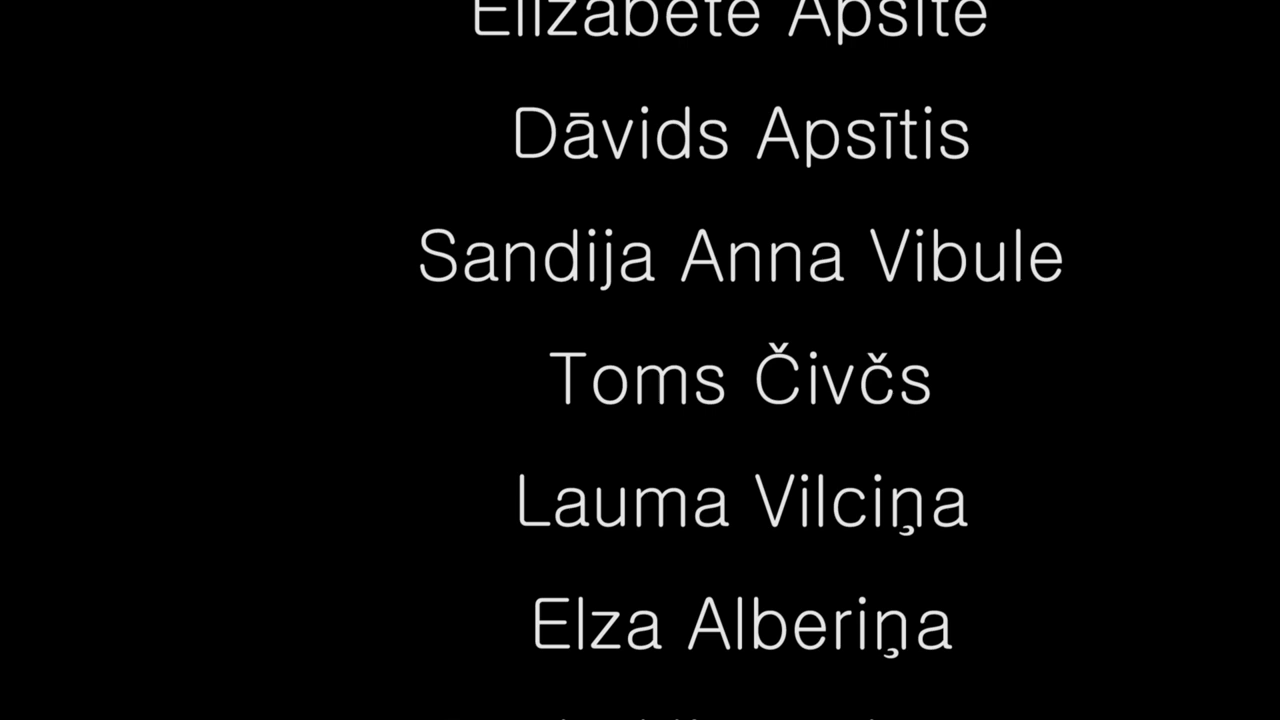 Elizabete Apsīte
Dāvids Apsītis
Sandija Anna Vibule
Toms Čivčs
Lauma Vilciņa
Elza Alberiņa